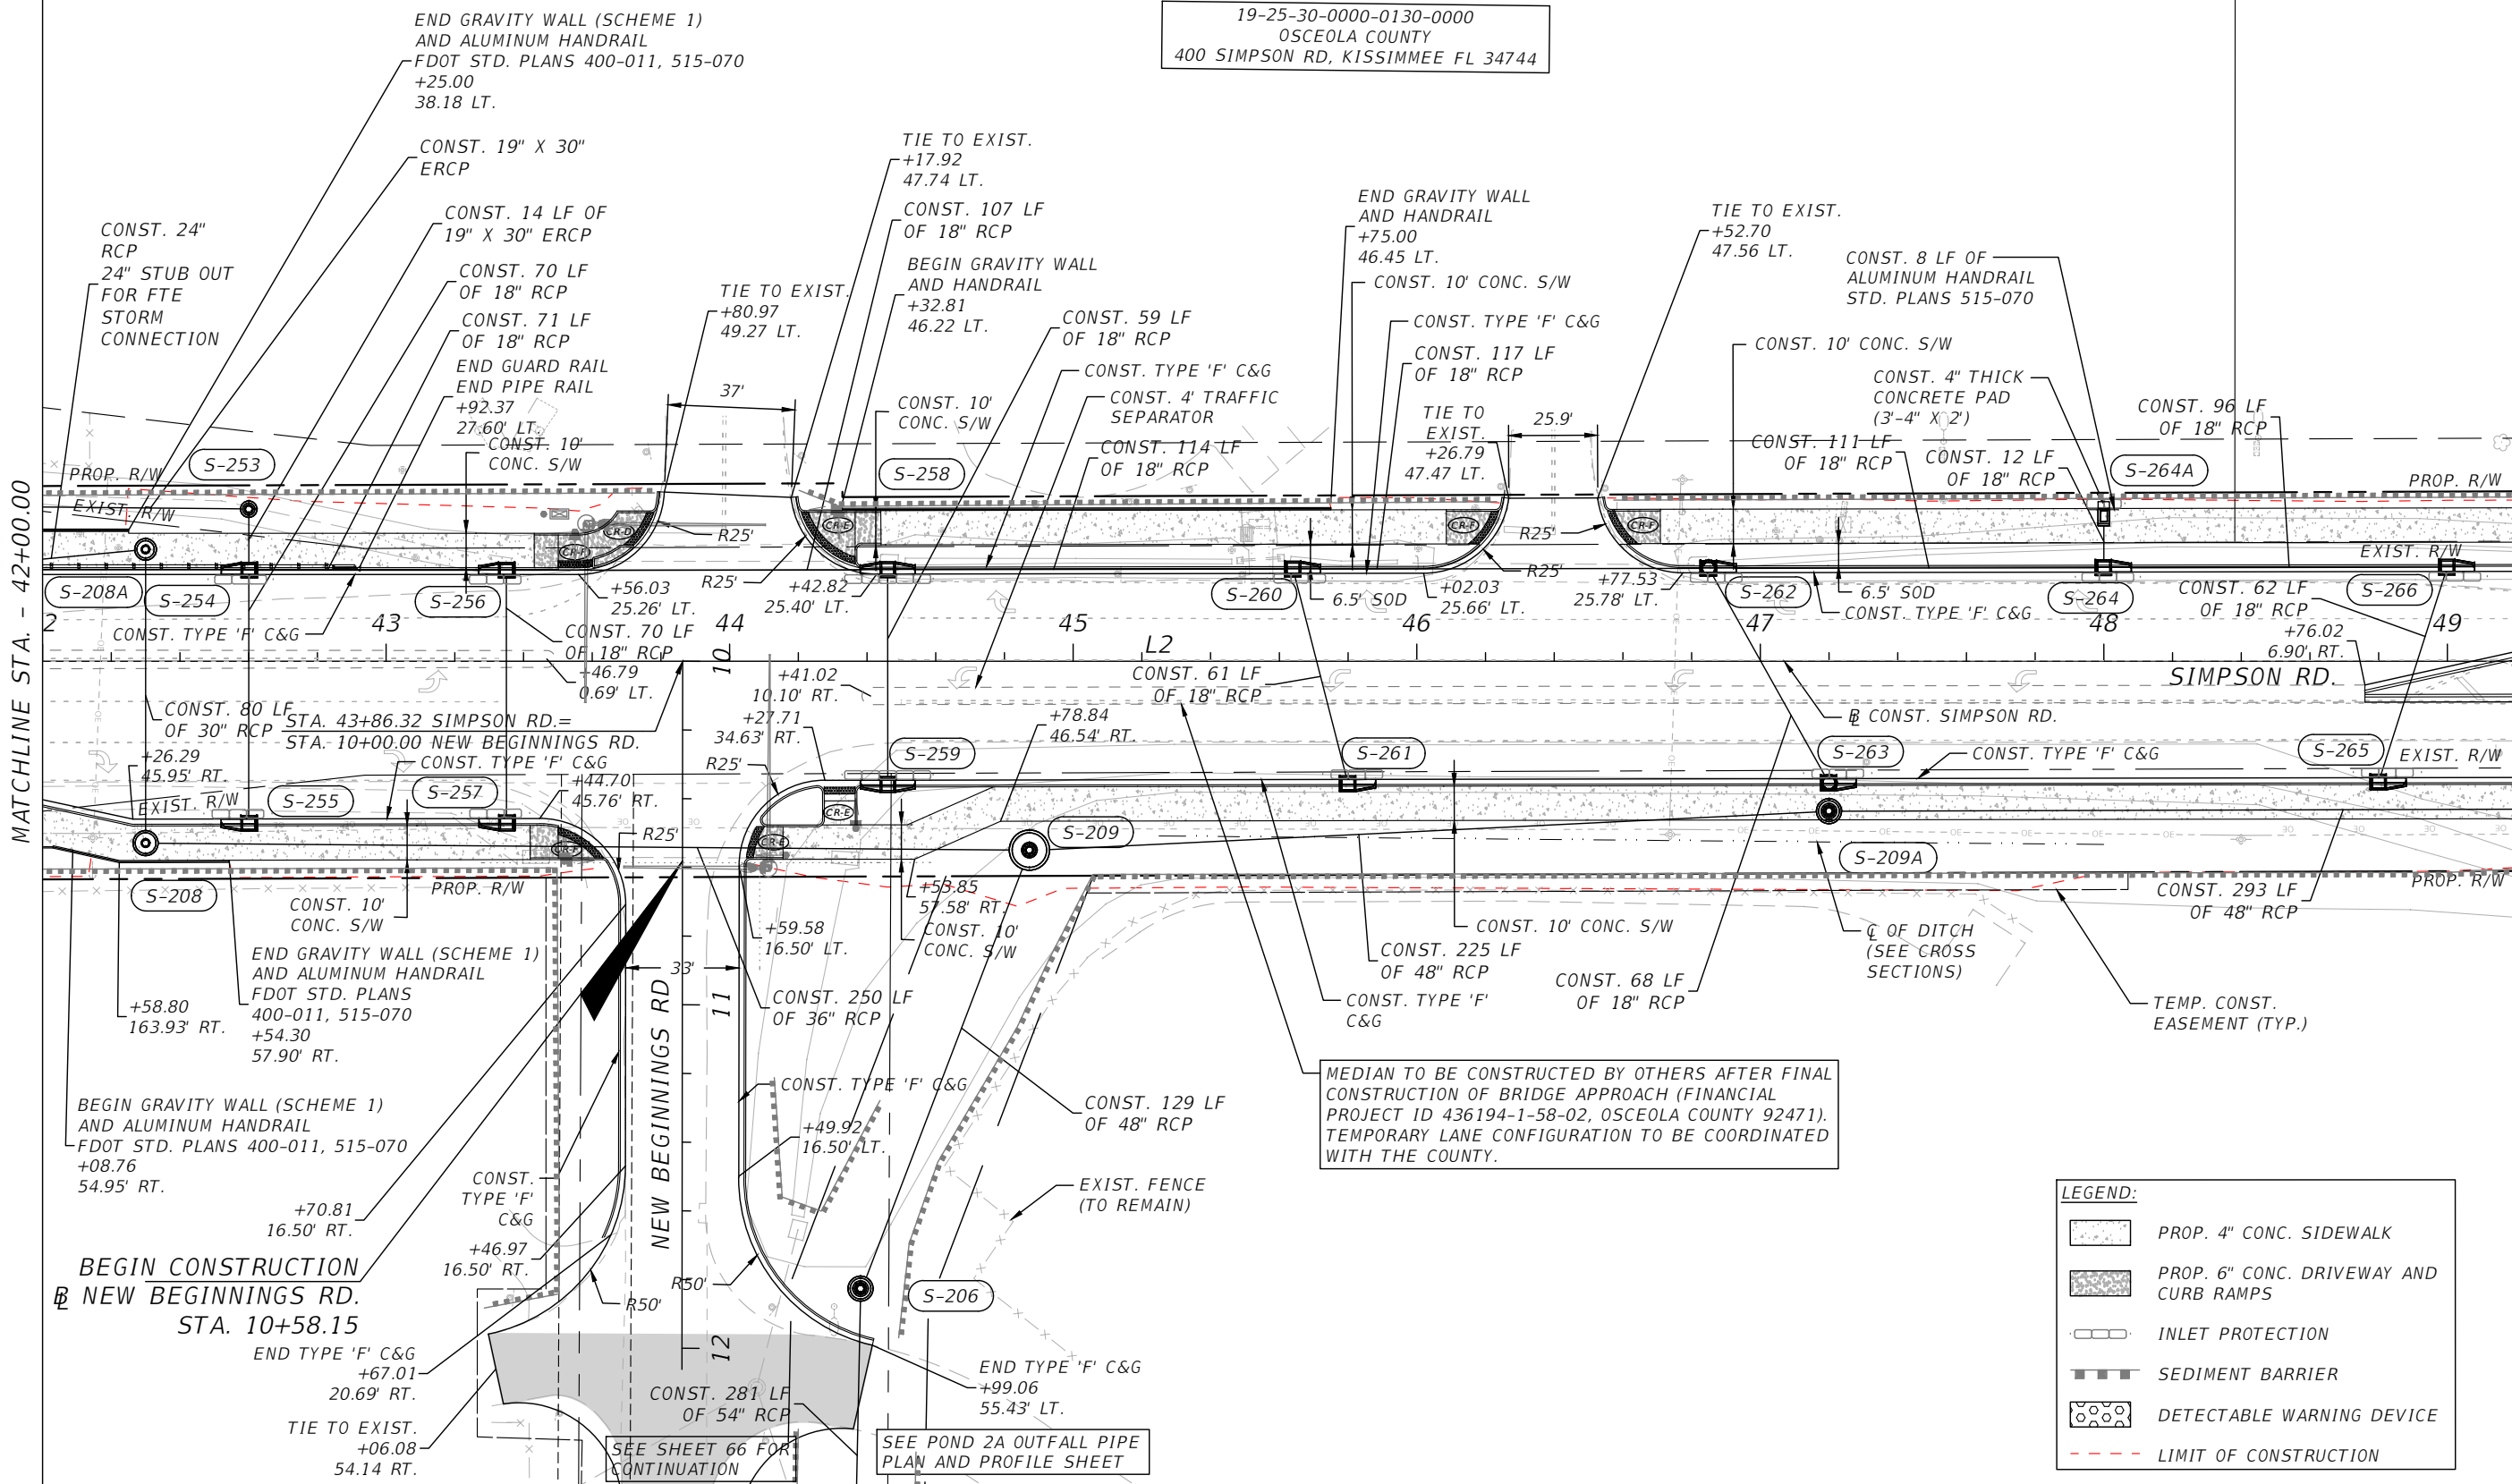 19-25-30-0000-0130-0000
OSCEOLA COUNTY
400 SIMPSON RD, KISSIMMEE FL 34744
END GRAVITY WALL (SCHEME 1)
AND ALUMINUM HANDRAIL
FDOT STD. PLANS 400-011, 515-070
+25.00
38.18 LT.
CONST. 19" X 30"
ERCP
CONST. 24"
RCP
24" STUB OUT
FOR FTE
STORM
CONNECTION
CONST. 14 LF OF
19" X 30" ERCP
CONST. 70 LF
OF 18" RCP
CONST. 71 LF
OF 18" RCP
END GUARD RAIL
END PIPE RAIL
+92.37
27.60' LT.
CONST. 10'
CONC. S/W
TIE TO EXIST.
+80.97
49.27 LT.
37'
TIE TO EXIST.
+17.92
47.74 LT.
CONST. 107 LF
OF 18" RCP
BEGIN GRAVITY WALL
AND HANDRAIL
+32.81
46.22 LT.
CONST. 59 LF
OF 18" RCP
CONST. TYPE 'F' C&G
CONST. 4' TRAFFIC
SEPARATOR
CONST. 10'
CONC. S/W
CONST. 114 LF
OF 18" RCP
END GRAVITY WALL
AND HANDRAIL
+75.00
46.45 LT.
CONST. 10' CONC. S/W
CONST. TYPE 'F' C&G
CONST. 117 LF
OF 18" RCP
TIE TO
EXIST.
+26.79
47.47 LT.
25.9'
TIE TO EXIST.
+52.70
47.56 LT.
CONST. 8 LF OF
ALUMINUM HANDRAIL
STD. PLANS 515-070
CONST. 10' CONC. S/W
CONST. 4" THICK
CONCRETE PAD
(3'-4" X 2')
CONST. 111 LF
OF 18" RCP
CONST. 12 LF
OF 18" RCP
CONST. 96 LF
OF 18" RCP
S-253
S-258
S-264A
PROP. R/W
EXIST. R/W
PROP. R/W
EXIST. R/W
CR-D
CR-F
CR-E
CR-F
CR-F
R25'
R25'
R25'
R25'
MATCHLINE STA. - 42+00.00
S-208A
S-254
S-256
S-260
S-262
S-264
S-266
+56.03
25.26' LT.
+42.82
25.40' LT.
6.5' SOD
+02.03
25.66' LT.
+77.53
25.78' LT.
6.5' SOD
CONST. TYPE 'F' C&G
CONST. 62 LF
OF 18" RCP
CONST. TYPE 'F' C&G
CONST. 70 LF
OF 18" RCP
2
43
44
45
46
47
48
49
L2
10
+46.79
0.69' LT.
+76.02
6.90' RT.
SIMPSON RD.
CONST. 80 LF
OF 30" RCP
STA. 43+86.32 SIMPSON RD.=
STA. 10+00.00 NEW BEGINNINGS RD.
+41.02
10.10' RT.
+27.71
34.63' RT.
CONST. 61 LF
OF 18" RCP
+78.84
46.54' RT.
℄ CONST. SIMPSON RD.
+26.29
45.95' RT.
CONST. TYPE 'F' C&G
+44.70
45.76' RT.
R25'
EXIST. R/W
S-255
S-257
S-259
S-261
S-263
CONST. TYPE 'F' C&G
S-265
EXIST. R/W
CR-F
R25'
CR-E
CR-E
S-209
S-209A
S-208
PROP. R/W
CONST. 10'
CONC. S/W
PROP. R/W
CONST. 293 LF
OF 48" RCP
+53.85
57.58' RT.
CONST. 10'
CONC. S/W
+59.58
16.50' LT.
CONST. 10' CONC. S/W
CONST. 225 LF
OF 48" RCP
℄ OF DITCH
(SEE CROSS
SECTIONS)
CONST. 68 LF
OF 18" RCP
CONST. TYPE 'F'
C&G
TEMP. CONST.
EASEMENT (TYP.)
END GRAVITY WALL (SCHEME 1)
AND ALUMINUM HANDRAIL
FDOT STD. PLANS
400-011, 515-070
+54.30
57.90' RT.
+58.80
163.93' RT.
33'
NEW BEGINNINGS RD
11
12
CONST. 250 LF
OF 36" RCP
CONST. TYPE 'F' C&G
+49.92
16.50' LT.
CONST. 129 LF
OF 48" RCP
MEDIAN TO BE CONSTRUCTED BY OTHERS AFTER FINAL
CONSTRUCTION OF BRIDGE APPROACH (FINANCIAL
PROJECT ID 436194-1-58-02, OSCEOLA COUNTY 92471).
TEMPORARY LANE CONFIGURATION TO BE COORDINATED
WITH THE COUNTY.
BEGIN GRAVITY WALL (SCHEME 1)
AND ALUMINUM HANDRAIL
FDOT STD. PLANS 400-011, 515-070
+08.76
54.95' RT.
CONST.
TYPE 'F'
C&G
+70.81
16.50' RT.
+46.97
16.50' RT.
EXIST. FENCE
(TO REMAIN)
BEGIN CONSTRUCTION
℄ NEW BEGINNINGS RD.
STA. 10+58.15
R50'
R50'
S-206
END TYPE 'F' C&G
+67.01
20.69' RT.
TIE TO EXIST.
+06.08
54.14 RT.
CONST. 281 LF
OF 54" RCP
END TYPE 'F' C&G
+99.06
55.43' LT.
SEE SHEET 66 FOR
CONTINUATION
SEE POND 2A OUTFALL PIPE
PLAN AND PROFILE SHEET
LEGEND:
PROP. 4" CONC. SIDEWALK
PROP. 6" CONC. DRIVEWAY AND
CURB RAMPS
INLET PROTECTION
SEDIMENT BARRIER
DETECTABLE WARNING DEVICE
LIMIT OF CONSTRUCTION